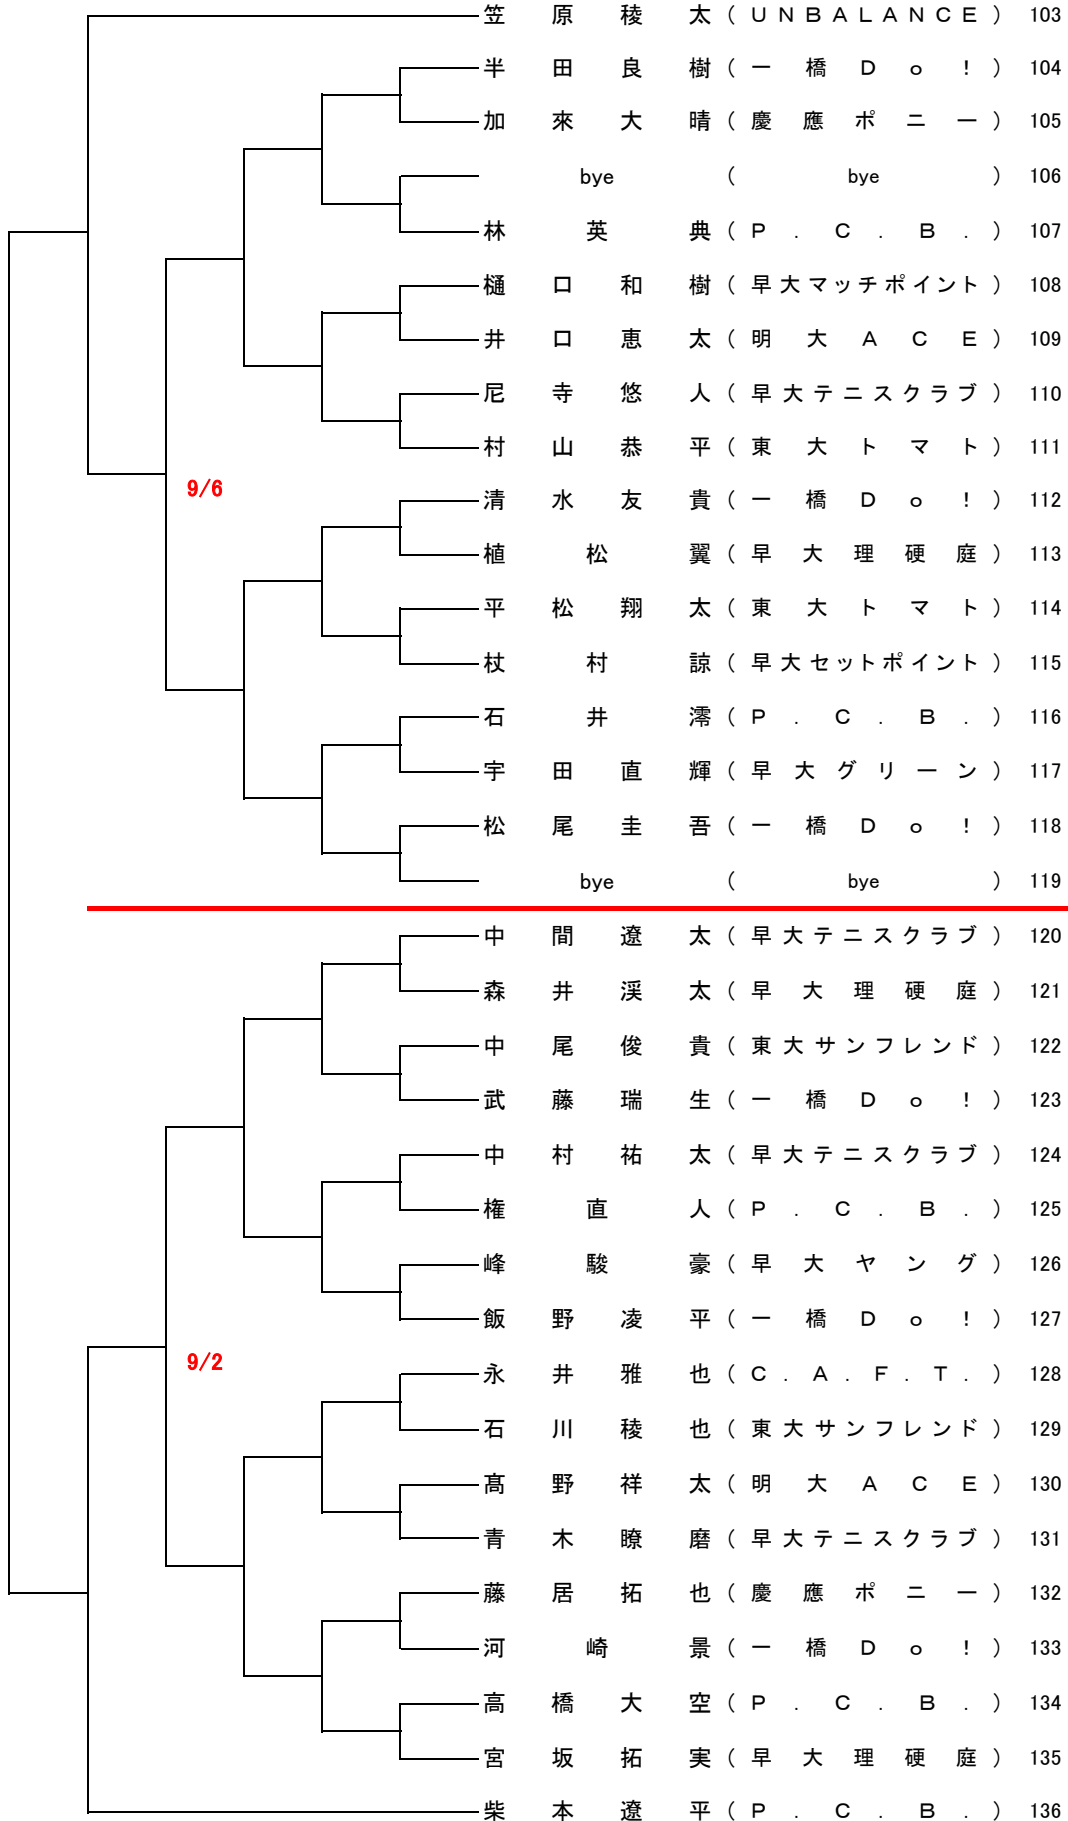 笠原稜太(UNBALANCE) 103
半田良樹(一橋Do!) 104
加來大晴(慶應ポニー) 105
bye(bye) 106
林英典(P.C.B.) 107
樋口和樹(早大マッチポイント) 108
井口恵太(明大ACE) 109
尼寺悠人(早大テニスクラブ) 110
村山恭平(東大トマト) 111
9/6
清水友貴(一橋Do!) 112
植松翼(早大理硬庭) 113
平松翔太(東大トマト) 114
杖村諒(早大セットポイント) 115
石井澪(P.C.B.) 116
宇田直輝(早大グリーン) 117
松尾圭吾(一橋Do!) 118
bye(bye) 119
中間遼太(早大テニスクラブ) 120
森井渓太(早大理硬庭) 121
中尾俊貴(東大サンフレンド) 122
武藤瑞生(一橋Do!) 123
中村祐太(早大テニスクラブ) 124
権直人(P.C.B.) 125
峰駿豪(早大ヤング) 126
飯野凌平(一橋Do!) 127
9/2
永井雅也(C.A.F.T.) 128
石川稜也(東大サンフレンド) 129
髙野祥太(明大ACE) 130
青木瞭磨(早大テニスクラブ) 131
藤居拓也(慶應ポニー) 132
河崎景(一橋Do!) 133
高橋大空(P.C.B.) 134
宮坂拓実(早大理硬庭) 135
柴本遼平(P.C.B.) 136